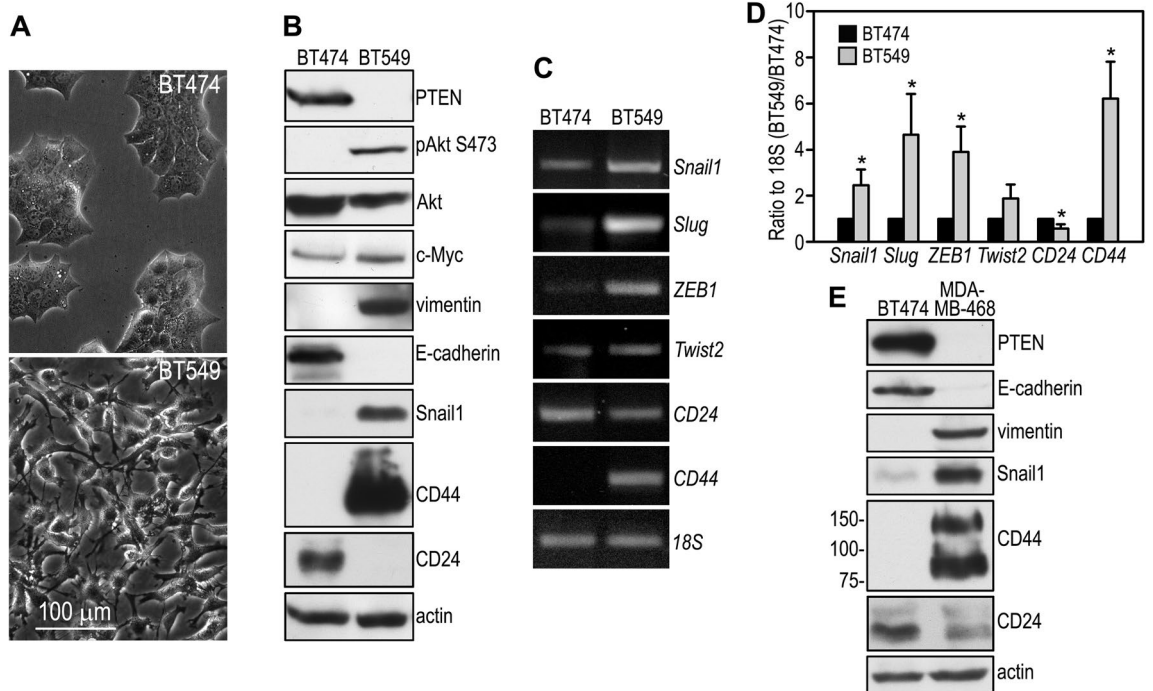 A
BT474
BT549
100 µm
B
BT474 BT549
PTEN
pAkt S473
Akt
c-Myc
vimentin
E-cadherin
Snail1
CD44
CD24
actin
C
BT474 BT549
Snail1
Slug
ZEB1
Twist2
CD24
CD44
18S
D
Ratio to 18S (BT549/BT474)
10
8
6
4
2
0
BT474
BT549
* * * * *
Snail1 Slug ZEB1 Twist2 CD24 CD44
E
BT474 MDA-
MB-468
PTEN
E-cadherin
vimentin
Snail1
150-
100-
75-
CD44
CD24
actin